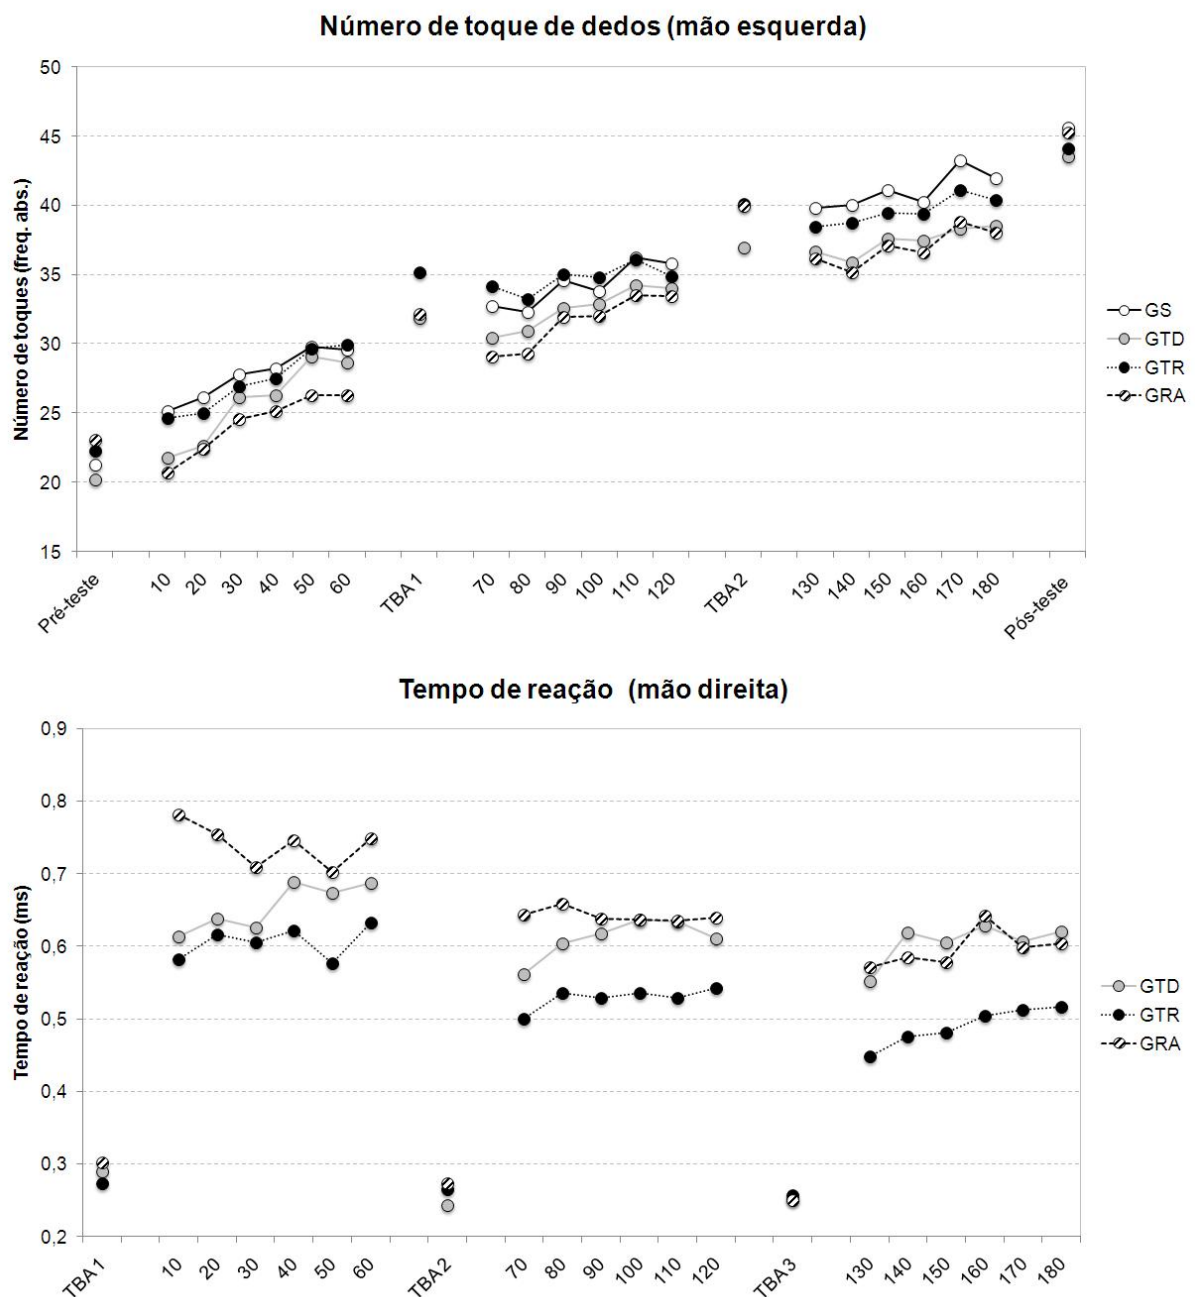 Número de toque de dedos (mão esquerda)
50
45
40
35
30
25
20
15
Número de toques (freq. abs.)
Pré-teste 10 20 30 40 50 60 TBA1 70 80 90 100 110 120 TBA2 130 140 150 160 170 180 Pós-teste
GS
GTD
GTR
GRA
Tempo de reação (mão direita)
0,9
0,8
0,7
0,6
0,5
0,4
0,3
0,2
Tempo de reação (ms)
TBA1 10 20 30 40 50 60 TBA2 70 80 90 100 110 120 TBA3 130 140 150 160 170 180
GTD
GTR
GRA